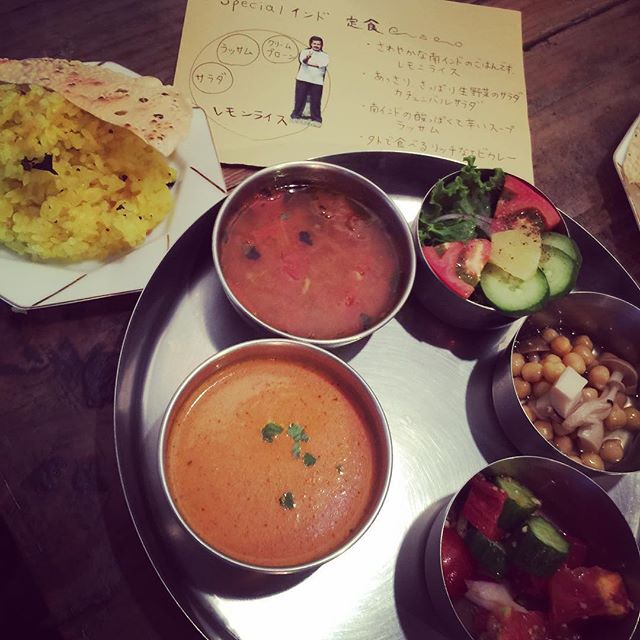 Specialインド 定食
ラッサム
クリーム
プローン
サラダ
レモンライス
・さわやかな南インドのごはんです。
レモンライス
・あっさり、さっぱり生野菜のサラダ
カチュンバルサラダ
・南インドの酸っぱくて辛いスープ
ラッサム
・外で食べるリッチなエビカレー